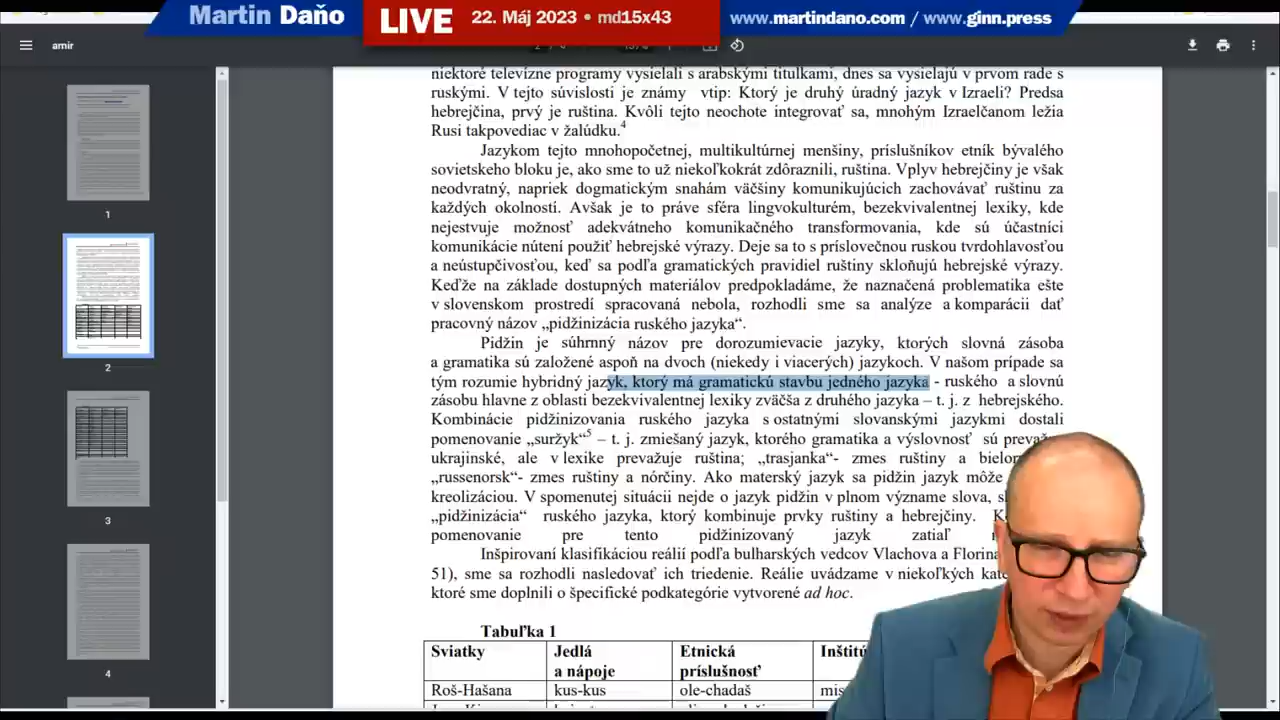 Martin Daňo
LIVE
22. Máj 2023 • md15x43
www.martindano.com / www.ginn.press
amir
niektoré televízne programy vysielali s arabskými titulkami, dnes sa vysielajú v prvom rade s
ruskými. V tejto súvislosti je známy vtip: Ktorý je druhý úradný jazyk v Izraeli? Predsa
hebrejčina, prvý je ruština. Kvôli tejto neochote integrovať sa, mnohým Izraelčanom ležia
Rusi takpovediac v žalúdku.4
Jazykom tejto mnohopočetnej, multikultúrnej menšiny, príslušníkov etník bývalého
sovietskeho bloku je, ako sme to už niekoľkokrát zdôraznili, ruština. Vplyv hebrejčiny je však
neodvratný, napriek dogmatickým snahám väčšiny komunikujúcich zachovávať ruštinu za
každých okolnosti. Avšak je to práve sféra lingvokulturém, bezekvivalentnej lexiky, kde
nejestvuje možnosť adekvátneho komunikačného transformovania, kde sú účastníci
komunikácie nútení použiť hebrejské výrazy. Deje sa to s príslovečnou ruskou tvrdohlavosťou
a neústupčivosťou, keď sa podľa gramatických pravidiel ruštiny skloňujú hebrejské výrazy.
Keďže na základe dostupných materiálov predpokladáme, že naznačená problematika ešte
v slovenskom prostredí spracovaná nebola, rozhodli sme sa analýze a komparácii dať
pracovný názov „pidžinizácia ruského jazyka“.
Pidžin je súhrnný názov pre dorozumievacie jazyky, ktorých slovná zásoba
a gramatika sú založené aspoň na dvoch (niekedy i viacerých) jazykoch. V našom prípade sa
tým rozumie hybridný jazyk, ktorý má gramatickú stavbu jedného jazyka - ruského a slovnú
zásobu hlavne z oblasti bezekvivalentnej lexiky zväčša z druhého jazyka – t. j. z hebrejského.
Kombinácie pidžinizovania ruského jazyka s ostatnými slovanskými jazykmi dostali
pomenovanie „suržyk“5 – t. j. zmiešaný jazyk, ktorého gramatika a výslovnosť sú
ukrajinské, ale v lexike prevažuje ruština; „trasjanka“- zmes ruštiny a
„russenorsk“- zmes ruštiny a nórčiny. Ako materský jazyk sa pidžin jazyk môže
kreolizáciou. V spomenutej situácii nejde o jazyk pidžin v plnom význame slova,
„pidžinizácia“ ruského jazyka, ktorý kombinuje prvky ruštiny a hebrejčiny.
pomenovanie pre tento pidžinizovaný jazyk zatiaľ
Inšpirovaní klasifikáciou reálií podľa bulharských vedcov Vlachova a Florina
51), sme sa rozhodli nasledovať ich triedenie. Reálie uvádzame v niekoľkých
ktoré sme doplnili o špecifické podkategórie vytvorené ad hoc.
Tabuľka 1
Sviatky Jedlá Etnická
a nápoje príslušnosť
Roš-Hašana kus-kus ole-chadaš
1
2
3
4